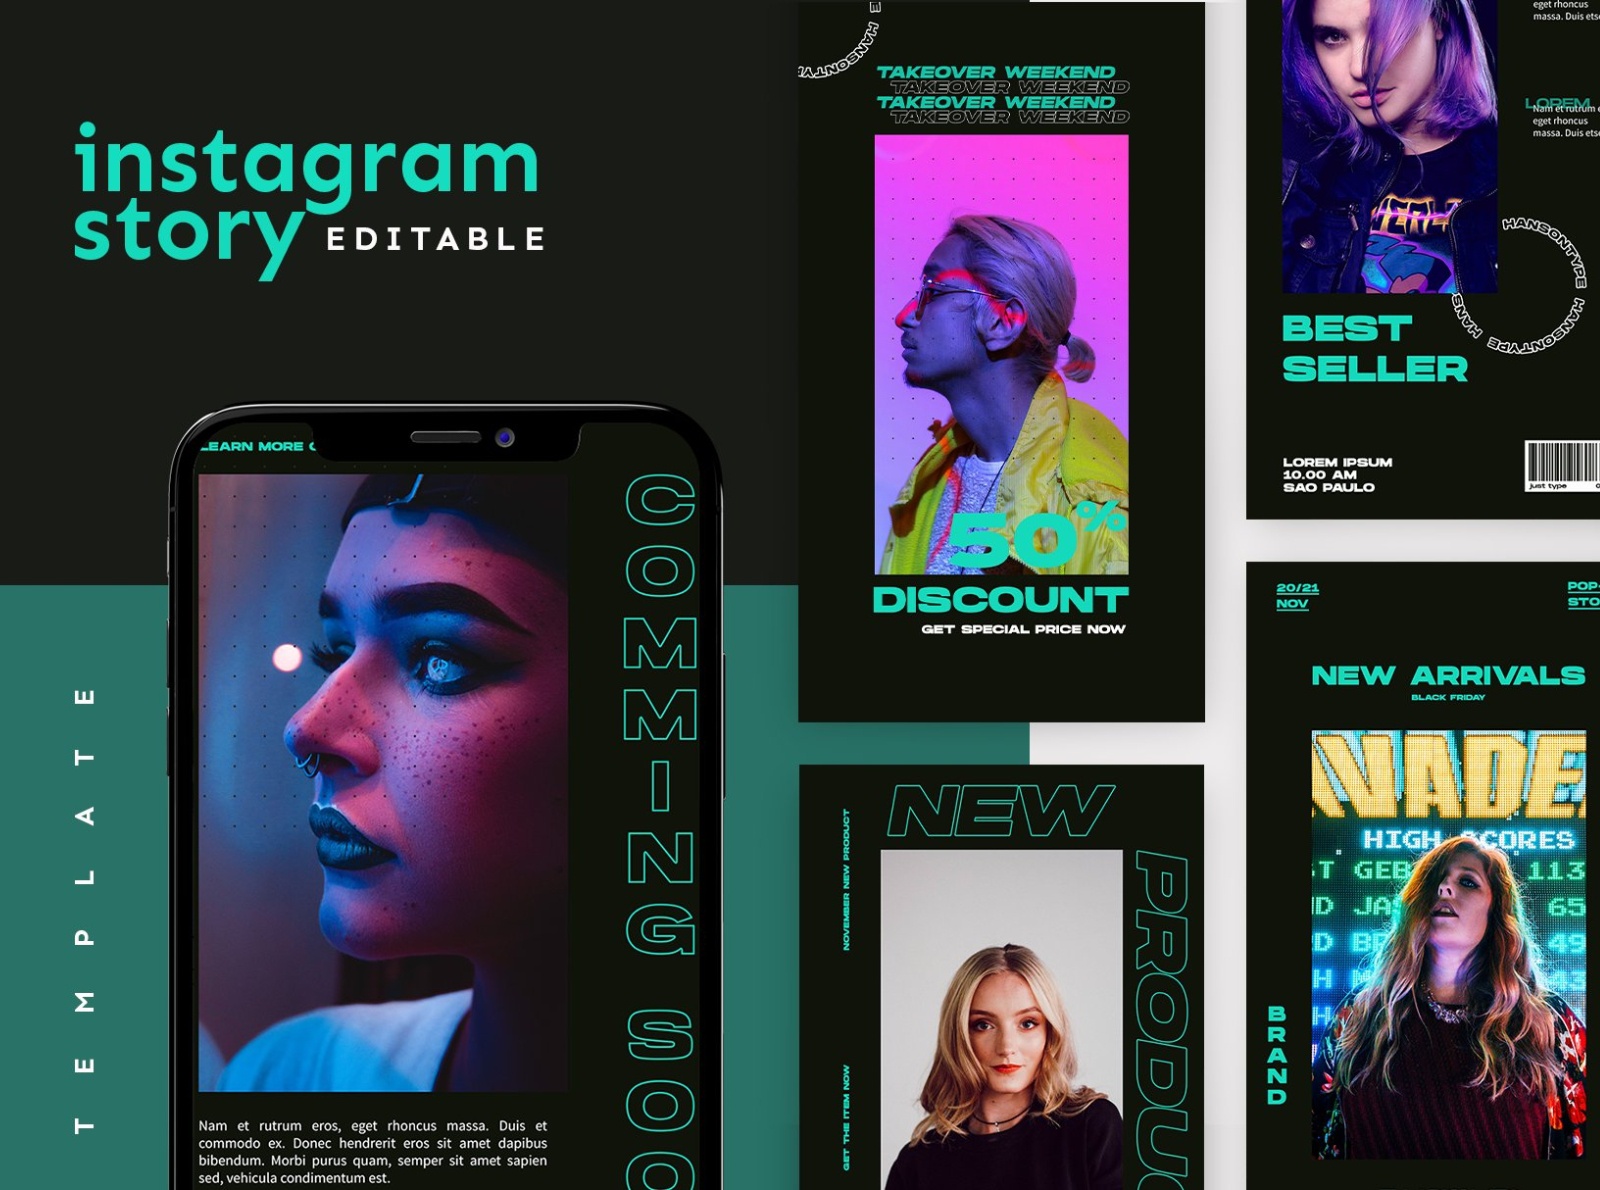 instagram
story EDITABLE
TEMPLATE
LEARN MORE
COMMING SOO
Nam et rutrum eros, eget rhoncus massa. Duis et
commodo ex. Donec hendrerit eros sit amet dapibus
bibendum. Morbi purus quam, semper sit amet sapien
sed, vehicula condimentum est.
HANSONTYPE
TAKEOVER WEEKEND
TAKEOVER WEEKEND
TAKEOVER WEEKEND
TAKEOVER WEEKEND
50%
DISCOUNT
GET SPECIAL PRICE NOW
NEW
PRODUC
NOVEMBER NEW PRODUCT
GET THE ITEM NOW
eget rhoncus
massa. Duis
LOREM
Nam et rutrum
eget rhoncus
massa. Duis
HANSONTYPE HANSONTYPE HANS
BEST
SELLER
LOREM IPSUM
10.00 AM
SAO PAULO
just type
20/21
NOV
POP-
STO
NEW ARRIVALS
BLACK FRIDAY
VADE
HIGH SCORES
GEB 113
JA 65
49
43
BRAND